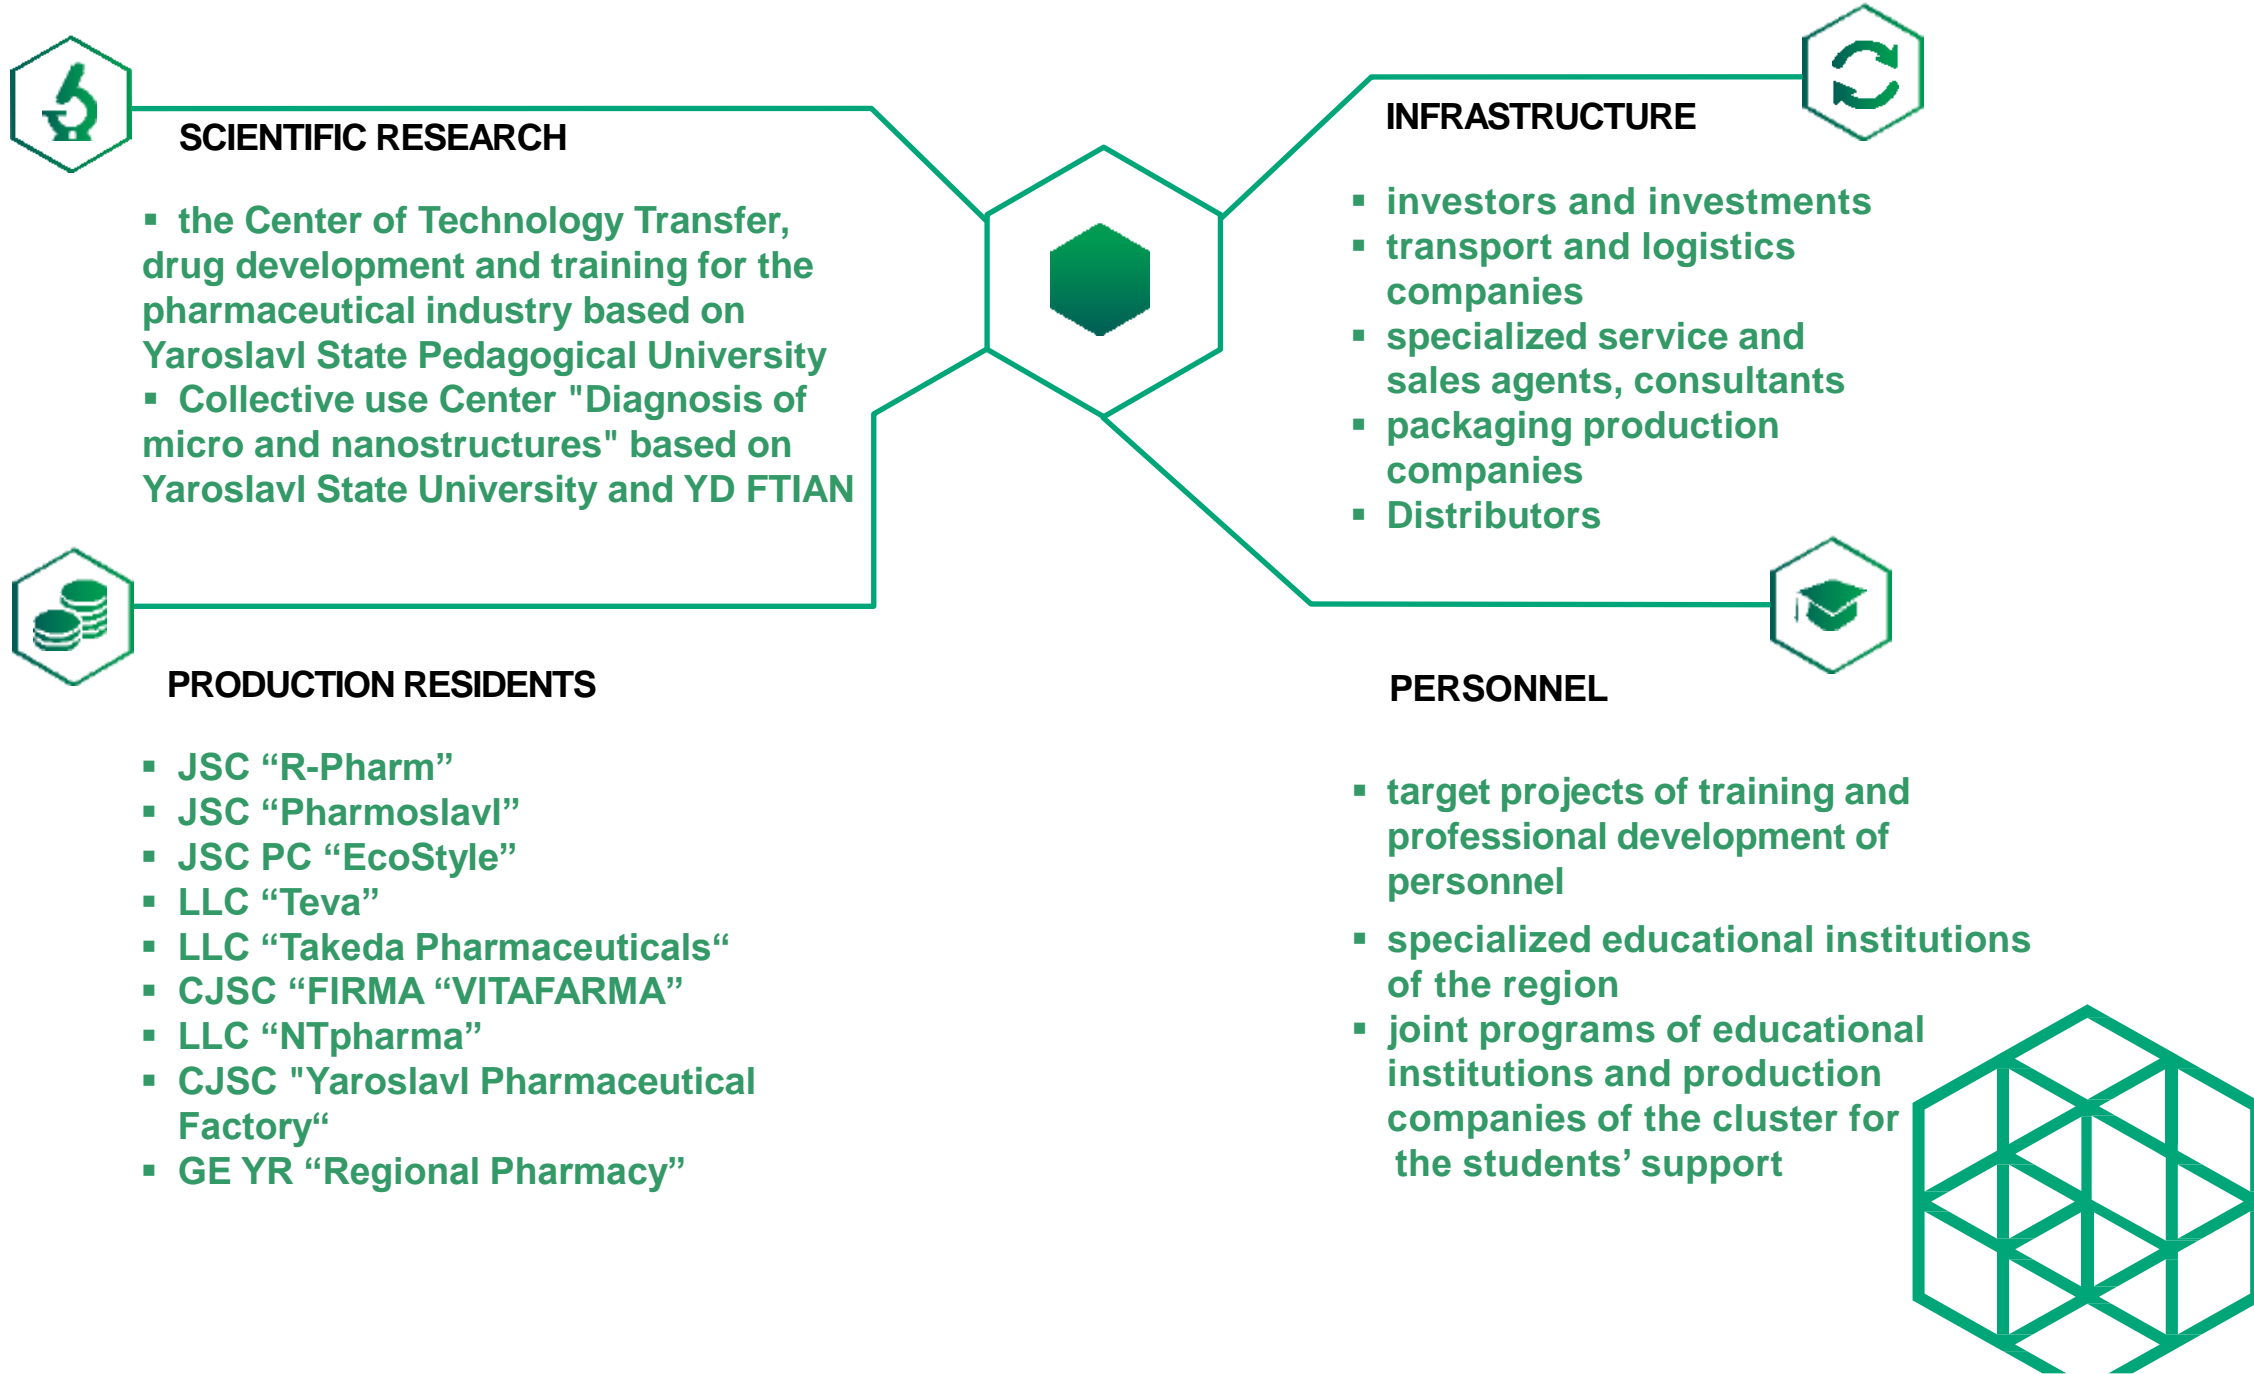 SCIENTIFIC RESEARCH
▪ the Center of Technology Transfer,
drug development and training for the
pharmaceutical industry based on
Yaroslavl State Pedagogical University
▪ Collective use Center "Diagnosis of
micro and nanostructures" based on
Yaroslavl State University and YD FTIAN
INFRASTRUCTURE
▪ investors and investments
▪ transport and logistics
companies
▪ specialized service and
sales agents, consultants
▪ packaging production
companies
▪ Distributors
PRODUCTION RESIDENTS
▪ JSC “R-Pharm”
▪ JSC “Pharmoslavl”
▪ JSC PC “EcoStyle”
▪ LLC “Teva”
▪ LLC “Takeda Pharmaceuticals“
▪ CJSC “FIRMA “VITAFARMA”
▪ LLC “NTpharma”
▪ CJSC "Yaroslavl Pharmaceutical
Factory“
▪ GE YR “Regional Pharmacy”
PERSONNEL
▪ target projects of training and
professional development of
personnel
▪ specialized educational institutions
of the region
▪ joint programs of educational
institutions and production
companies of the cluster for
the students’ support